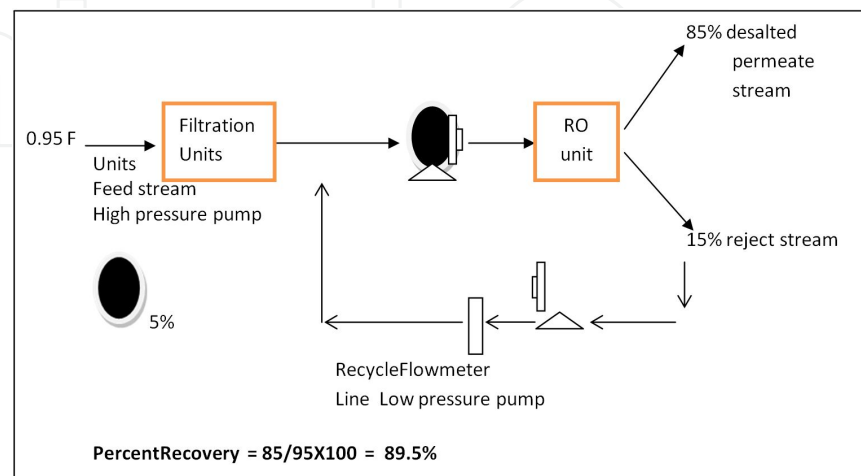 85% desalted
permeate
stream
0.95 F
Filtration
Units
RO
unit
Units
Feed stream
High pressure pump
15% reject stream
5%
RecycleFlowmeter
Line Low pressure pump
PercentRecovery = 85/95X100 = 89.5%